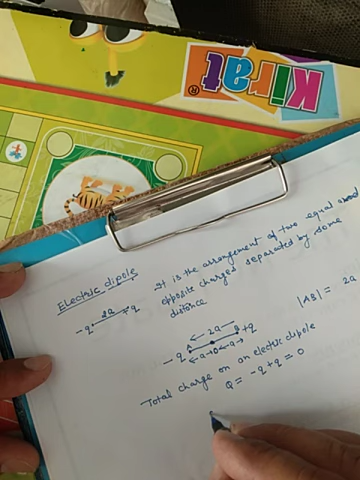 Kirat®
Electric dipole
It is the arrangement of two equal and
opposite charges separated by some
distance
-q 2a +q
2a
-q A a O a B +q
|AB| = 2a
Total charge on an electric dipole
Q = -q + q = 0